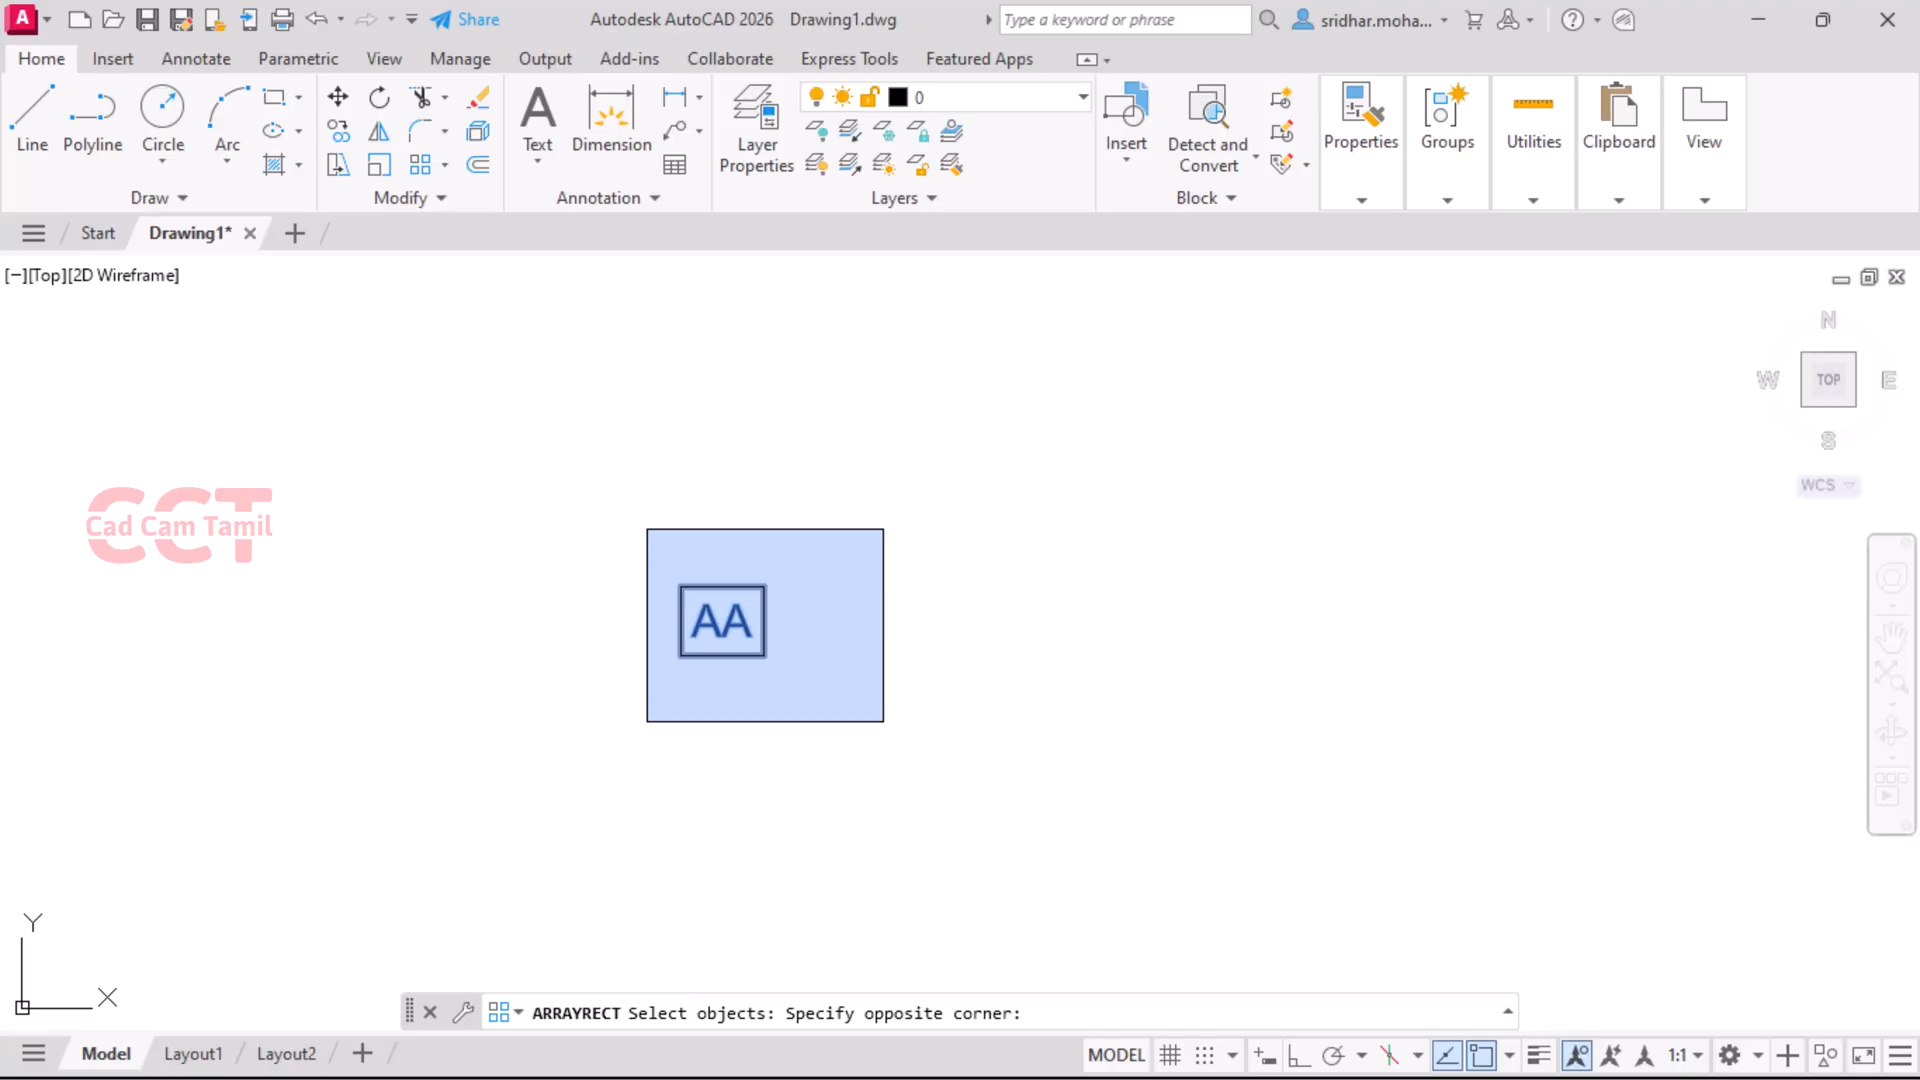 A Share Autodesk AutoCAD 2026 Drawing1.dwg Type a keyword or phrase sridhar.moha... ?
Home Insert Annotate Parametric View Manage Output Add-ins Collaborate Express Tools Featured Apps
0
Line Polyline Circle Arc Text Dimension Layer Properties Insert Detect and Convert Properties Groups Utilities Clipboard View
Draw Modify Annotation Layers Block
Start Drawing1*
[−][Top][2D Wireframe]
N
W TOP E
S
WCS
CCT
Cad Cam Tamil
AA
Y
X
ARRAYRECT Select objects: Specify opposite corner:
Model Layout1 Layout2 MODEL 1:1